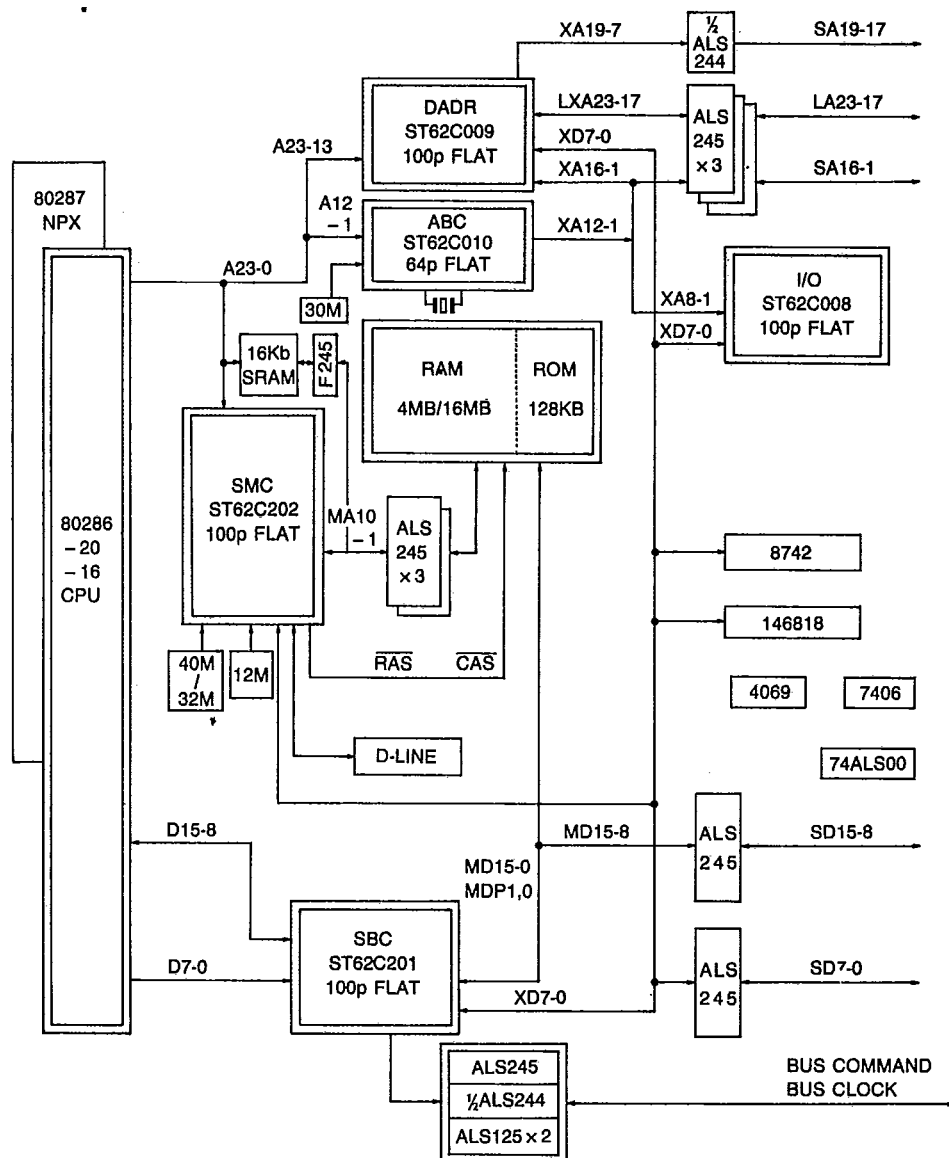 XA19-7
½
ALS
244
SA19-17
DADR
ST62C009
100p FLAT
LXA23-17
XD7-0
XA16-1
ALS
245
×3
LA23-17
SA16-1
A23-13
80287
NPX
A12
-1
ABC
ST62C010
64p FLAT
XA12-1
A23-0
30M
I/O
ST62C008
100p FLAT
XA8-1
XD7-0
16Kb
SRAM
F245
RAM
4MB/16MB
ROM
128KB
SMC
ST62C202
100p FLAT
MA10
-1
ALS
245
×3
80286
-20
-16
CPU
8742
146818
40M
/
32M
12M
RAS
CAS
4069
7406
D-LINE
74ALS00
D15-8
MD15-8
ALS
245
SD15-8
MD15-0
MDP1,0
SBC
ST62C201
100p FLAT
D7-0
XD7-0
ALS
245
SD7-0
ALS245
½ALS244
ALS125×2
BUS COMMAND
BUS CLOCK